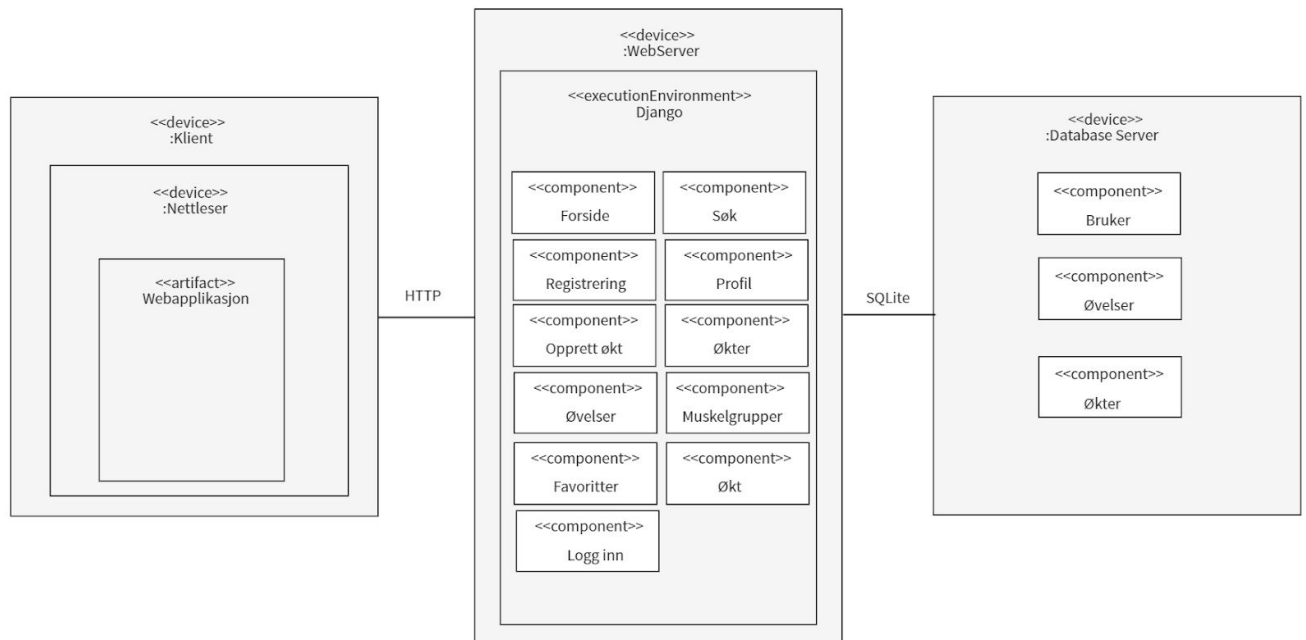 <<device>>
:Klient
<<device>>
:Nettleser
<<artifact>>
Webapplikasjon
HTTP
<<device>>
:WebServer
<<executionEnvironment>>
Django
<<component>>
Forside
<<component>>
Søk
<<component>>
Registrering
<<component>>
Profil
<<component>>
Opprett økt
<<component>>
Økter
<<component>>
Øvelser
<<component>>
Muskelgrupper
<<component>>
Favoritter
<<component>>
Økt
<<component>>
Logg inn
SQLite
<<device>>
:Database Server
<<component>>
Bruker
<<component>>
Øvelser
<<component>>
Økter